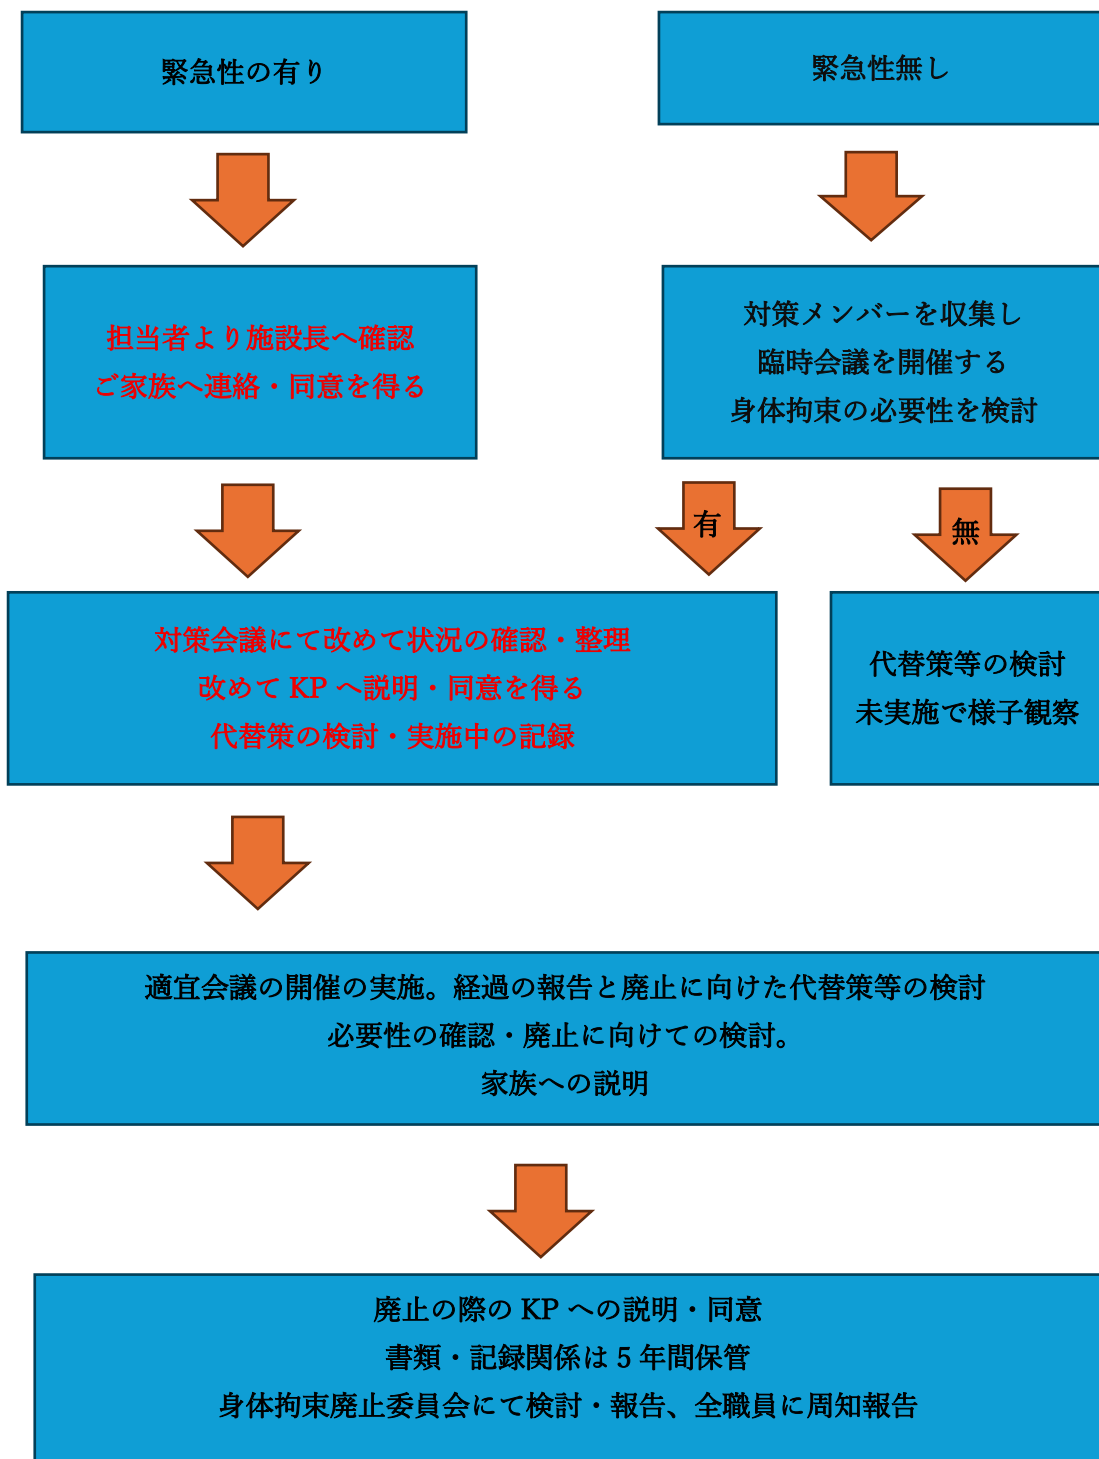 緊急性の有り
緊急性無し
担当者より施設長へ確認
ご家族へ連絡・同意を得る
対策メンバーを収集し
臨時会議を開催する
身体拘束の必要性を検討
有
無
対策会議にて改めて状況の確認・整理
改めて KP へ説明・同意を得る
代替策の検討・実施中の記録
代替策等の検討
未実施で様子観察
適宜会議の開催の実施。経過の報告と廃止に向けた代替策等の検討
必要性の確認・廃止に向けての検討。
家族への説明
廃止の際の KP への説明・同意
書類・記録関係は 5 年間保管
身体拘束廃止委員会にて検討・報告、全職員に周知報告